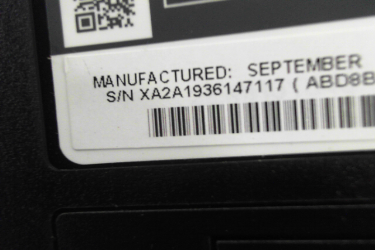 MANUFACTURED: SEPTEMBER
S/N XA2A1936147117 ( ABD8B